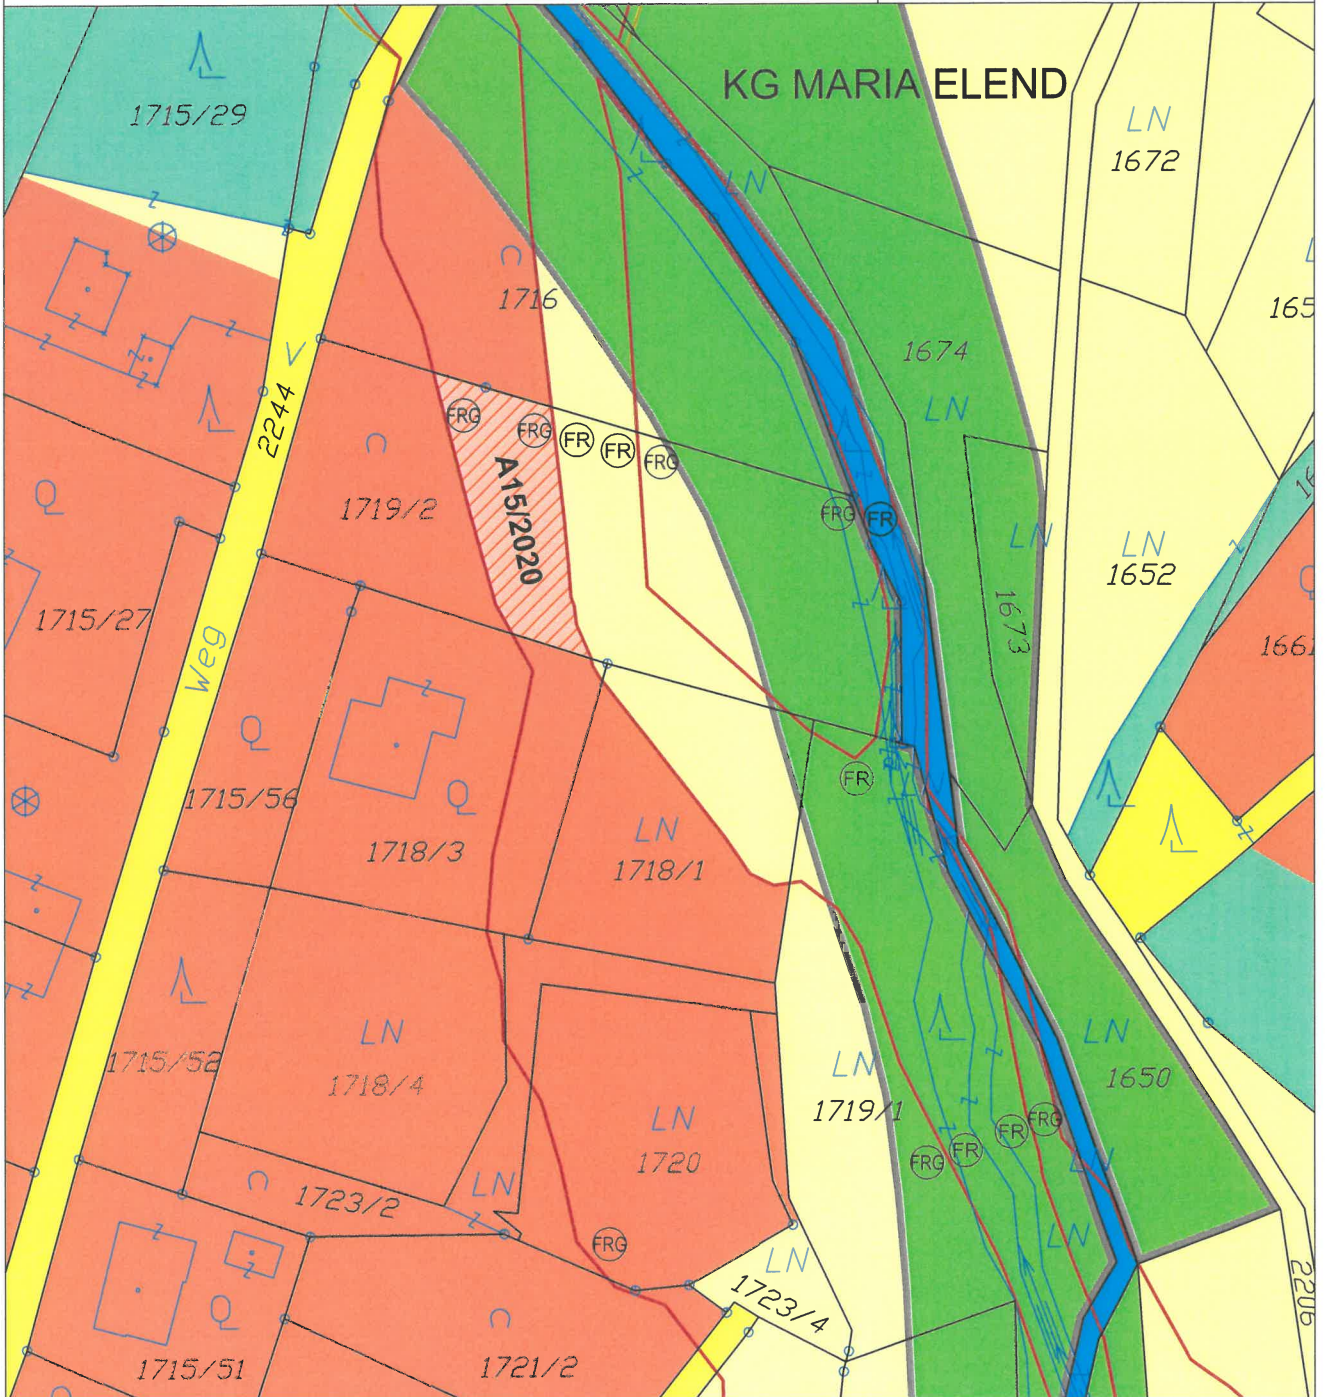 KG MARIA ELEND
1715/29
LN
1672
LN
1716
165
1674
LN
V
2244
FRG
FRG
FR
FR
FRG
A15/2020
1719/2
Q
FRG
FR
LN
LN
1652
Q
1673
1715/27
1661
Weg
Q
1715/56
Q
1718/3
LN
1718/1
FR
1715/52
LN
1718/4
LN
1719/1
LN
1650
LN
1720
FRG
FR
FR
FRG
LN
1723/2
LN
FRG
LN
LN
1723/4
2206
Q
1715/51
1721/2